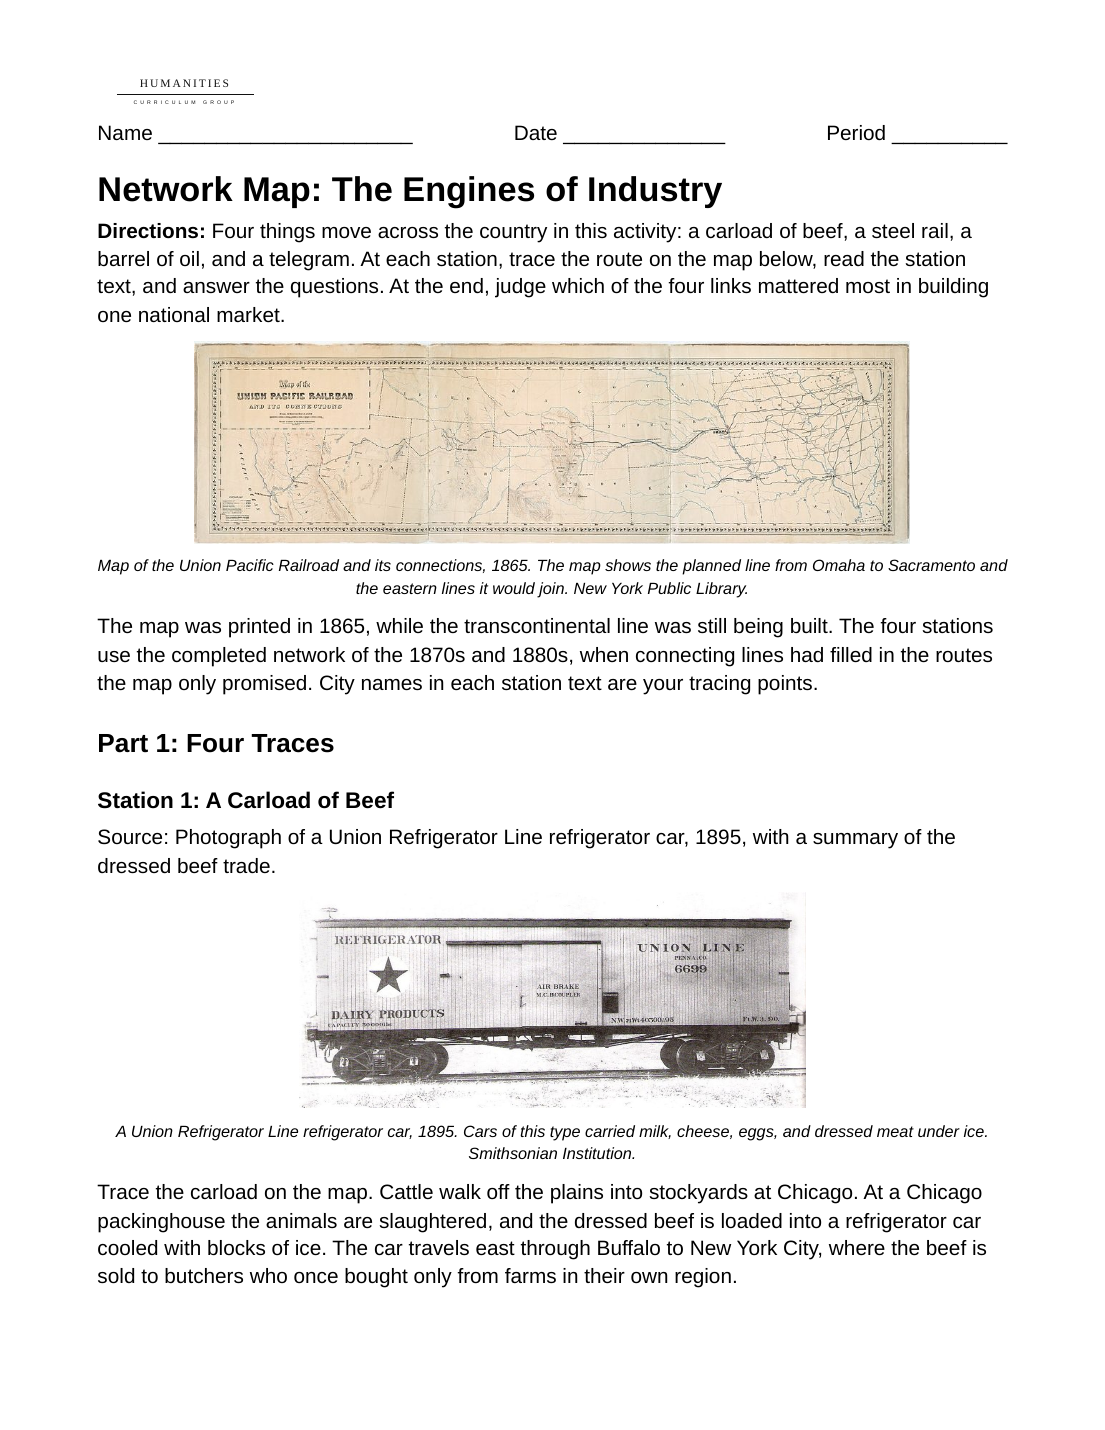 HUMANITIES
CURRICULUM GROUP
Name ______________________ Date ______________ Period __________
Network Map: The Engines of Industry
Directions: Four things move across the country in this activity: a carload of beef, a steel rail, a
barrel of oil, and a telegram. At each station, trace the route on the map below, read the station
text, and answer the questions. At the end, judge which of the four links mattered most in building
one national market.
Map of the
UNION PACIFIC RAILROAD
AND ITS CONNECTIONS
Map of the Union Pacific Railroad and its connections, 1865. The map shows the planned line from Omaha to Sacramento and
the eastern lines it would join. New York Public Library.
The map was printed in 1865, while the transcontinental line was still being built. The four stations
use the completed network of the 1870s and 1880s, when connecting lines had filled in the routes
the map only promised. City names in each station text are your tracing points.
Part 1: Four Traces
Station 1: A Carload of Beef
Source: Photograph of a Union Refrigerator Line refrigerator car, 1895, with a summary of the
dressed beef trade.
REFRIGERATOR
UNION LINE
PENNA. CO.
6699
AIR BRAKE
DAIRY PRODUCTS
A Union Refrigerator Line refrigerator car, 1895. Cars of this type carried milk, cheese, eggs, and dressed meat under ice.
Smithsonian Institution.
Trace the carload on the map. Cattle walk off the plains into stockyards at Chicago. At a Chicago
packinghouse the animals are slaughtered, and the dressed beef is loaded into a refrigerator car
cooled with blocks of ice. The car travels east through Buffalo to New York City, where the beef is
sold to butchers who once bought only from farms in their own region.